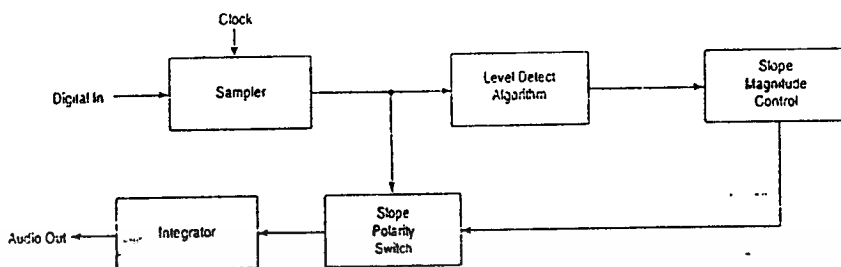 Clock
Digital In
Sampler
Level Detect
Algorithm
Slope
Magnitude
Control
Audio Out
Integrator
Slope
Polarity
Switch